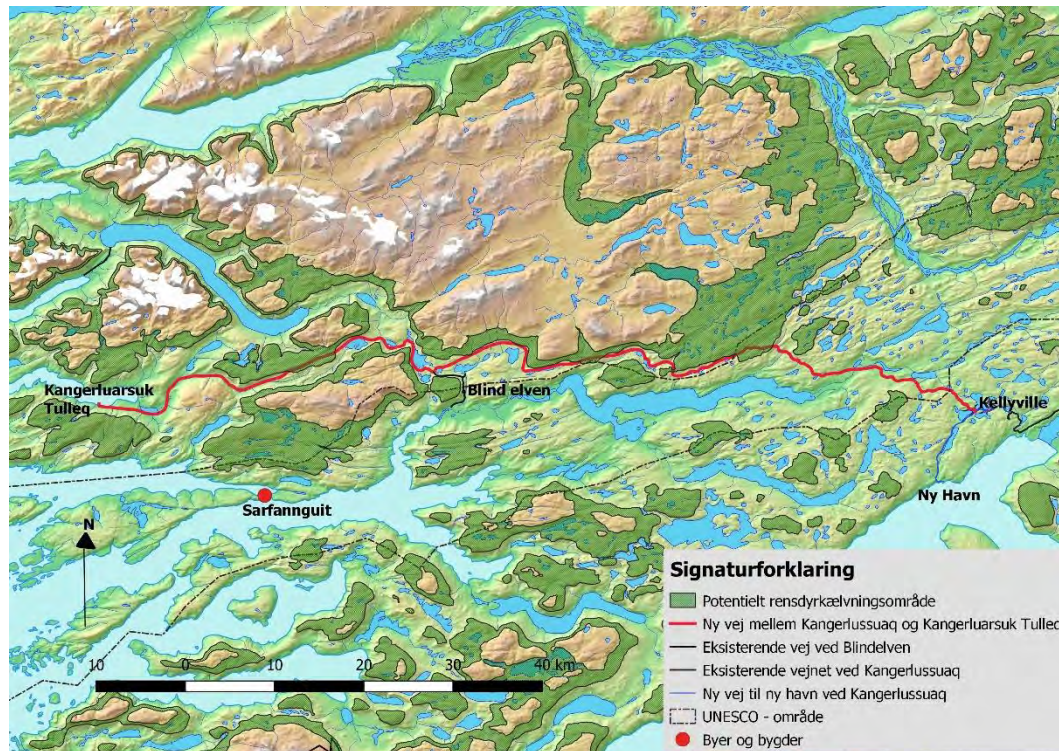 Kangerluarsuk
Tulleq
Blind elven
Kellyville
Ny Havn
Sarfannguit
N
10 0 10 20 30 40 km
Signaturforklaring
Potentielt rensdyrkælvningsområde
Ny vej mellem Kangerlussuaq og Kangerluarsuk Tulleq
Eksisterende vej ved Blindelven
Eksisterende vejnet ved Kangerlussuaq
Ny vej til ny havn ved Kangerlussuaq
UNESCO - område
Byer og bygder